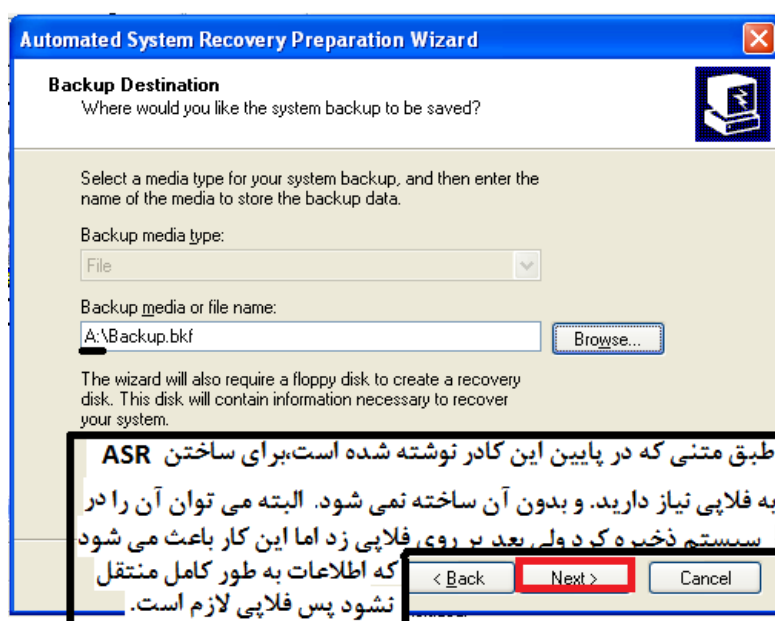 Automated System Recovery Preparation Wizard
Backup Destination
Where would you like the system backup to be saved?
Select a media type for your system backup, and then enter the
name of the media to store the backup data.
Backup media type:
File
Backup media or file name:
A:\Backup.bkf
Browse...
The wizard will also require a floppy disk to create a recovery
disk. This disk will contain information necessary to recover
your system.
طبق متنی که در پایین این کادر نوشته شده است،برای ساختن ASR
به فلاپی نیاز دارید. و بدون آن ساخته نمی شود. البته می توان آن را در
سیستم ذخیره کرد ولی بعد بر روی فلاپی زد اما این کار باعث می شود
که اطلاعات به طور کامل منتقل
نشود پس فلاپی لازم است.
< Back
Next >
Cancel